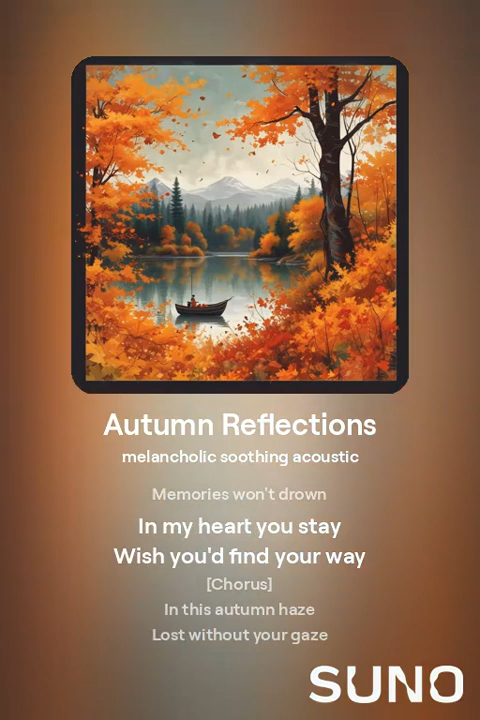 Autumn Reflections
melancholic soothing acoustic
Memories won't drown
In my heart you stay
Wish you'd find your way
[Chorus]
In this autumn haze
Lost without your gaze
SUNO